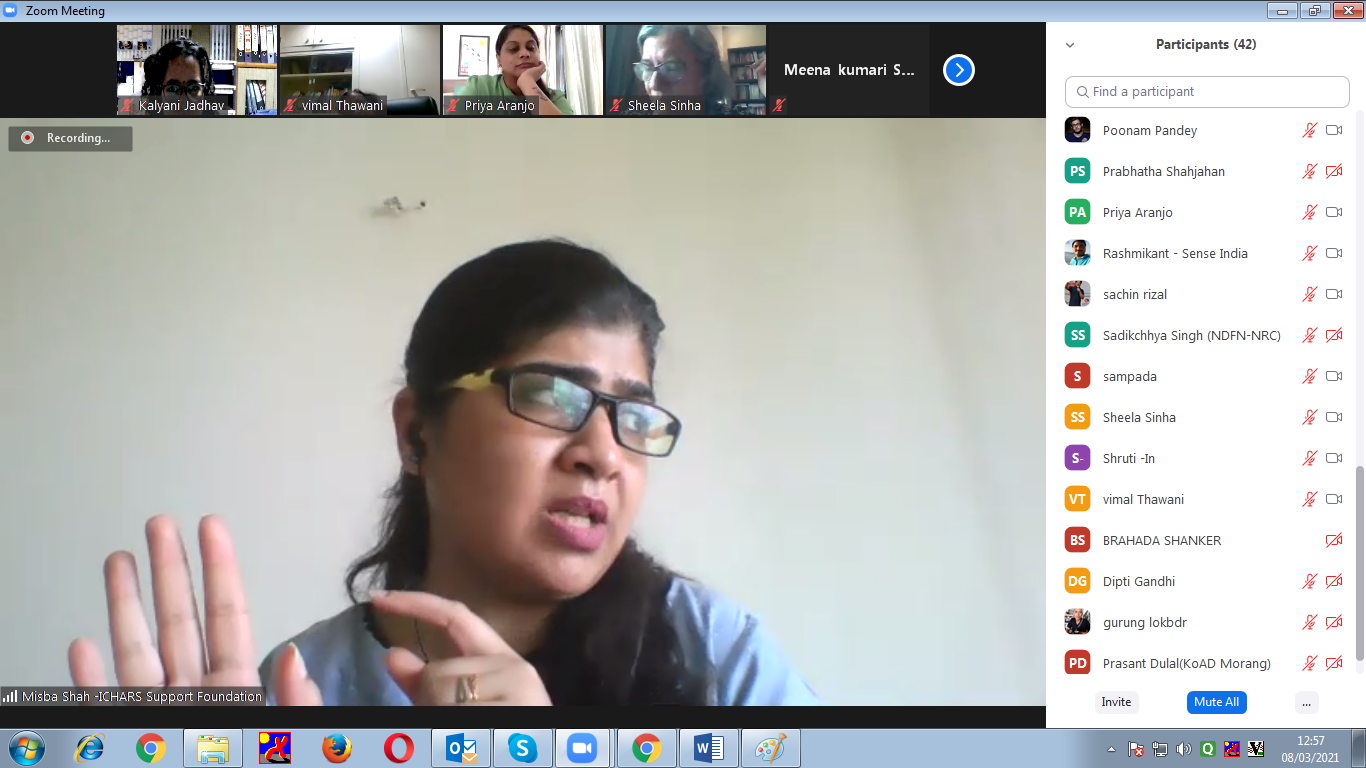 Zoom Meeting
Kalyani Jadhav
vimal Thawani
Priya Aranjo
Sheela Sinha
Meena kumari S...
Recording...
Misba Shah -ICHARS Support Foundation
Participants (42)
Find a participant
Poonam Pandey
PS Prabhatha Shahjahan
PA Priya Aranjo
Rashmikant - Sense India
sachin rizal
SS Sadikchhya Singh (NDFN-NRC)
S sampada
SS Sheela Sinha
S- Shruti -In
VT vimal Thawani
BS BRAHADA SHANKER
DG Dipti Gandhi
gurung lokbdr
PD Prasant Dulal(KoAD Morang)
Invite Mute All ...
12:57
08/03/2021